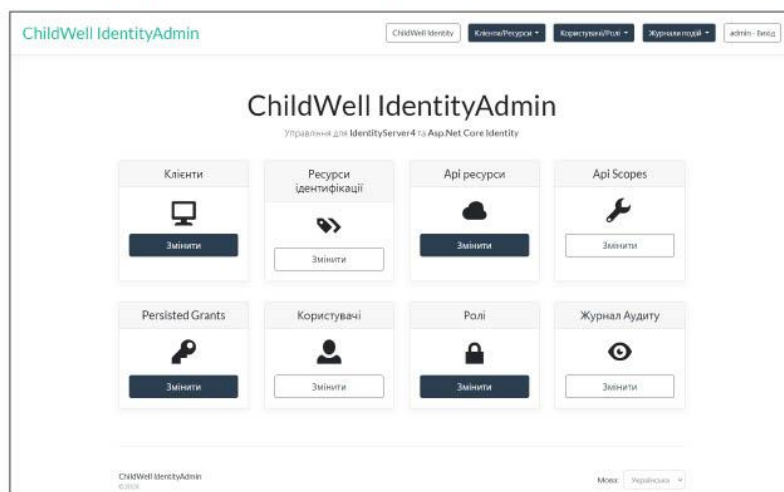 ChildWell IdentityAdmin
ChildWell Identity
Клієнти/Ресурси
Користувачі/Ролі
Журнали подій
admin - Вихід
ChildWell IdentityAdmin
Управління для IdentityServer4 та Asp.Net Core Identity
Клієнти
Ресурси
ідентифікації
Api ресурси
Api Scopes
Змінити
Змінити
Змінити
Змінити
Persisted Grants
Користувачі
Ролі
Журнал Аудиту
Змінити
Змінити
Змінити
Змінити
ChildWell IdentityAdmin
Мова:
Українська